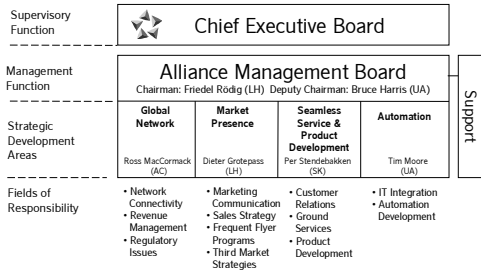 Supervisory
Function
Chief Executive Board
Management
Function
Alliance Management Board
Chairman: Friedel Rödig (LH) Deputy Chairman: Bruce Harris (UA)
Support
Strategic
Development
Areas
Global
Network
Ross MacCormack
(AC)
Market
Presence
Dieter Grotepass
(LH)
Seamless
Service &
Product
Development
Per Stendebakken
(SK)
Automation
Tim Moore
(UA)
Fields of
Responsibility
• Network
Connectivity
• Revenue
Management
• Regulatory
Issues
• Marketing
Communication
• Sales Strategy
• Frequent Flyer
Programs
• Third Market
Strategies
• Customer
Relations
• Ground
Services
• Product
Development
• IT Integration
• Automation
Development